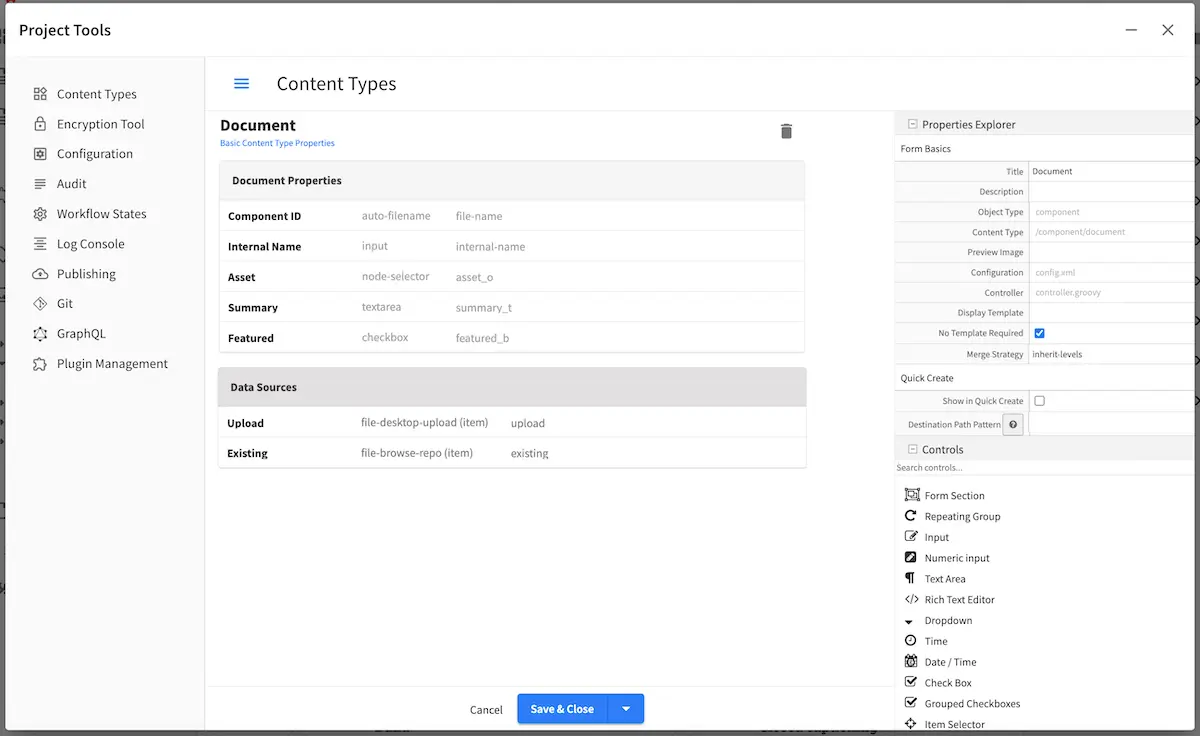 Project Tools
Content Types
Encryption Tool
Configuration
Audit
Workflow States
Log Console
Publishing
Git
GraphQL
Plugin Management
Content Types
Document
Basic Content Type Properties
Document Properties
Component ID auto-filename file-name
Internal Name input internal-name
Asset node-selector asset_o
Summary textarea summary_t
Featured checkbox featured_b
Data Sources
Upload file-desktop-upload (item) upload
Existing file-browse-repo (item) existing
Cancel
Save & Close
Properties Explorer
Form Basics
Title Document
Description
Object Type component
Content Type /component/document
Preview Image
Configuration config.xml
Controller controller.groovy
Display Template
No Template Required
Merge Strategy inherit-levels
Quick Create
Show in Quick Create
Destination Path Pattern
Controls
Search controls...
Form Section
Repeating Group
Input
Numeric input
Text Area
Rich Text Editor
Dropdown
Time
Date / Time
Check Box
Grouped Checkboxes
Item Selector